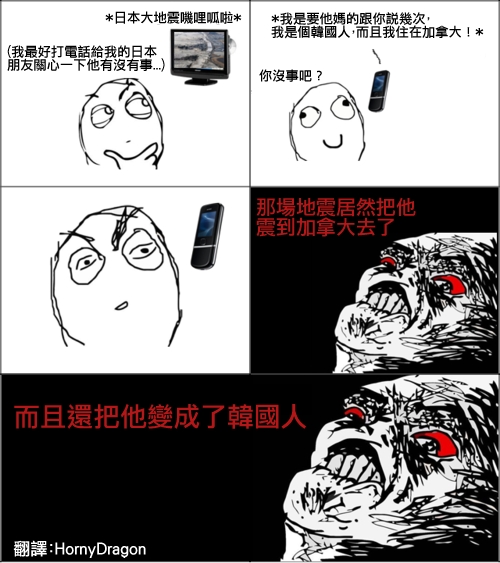 *日本大地震嘰哩呱啦*
(我最好打電話給我的日本
朋友關心一下他有沒有事...)
*我是要他媽的跟你說幾次,
我是個韓國人,而且我住在加拿大!*
你沒事吧?
那場地震居然把他
震到加拿大去了
而且還把他變成了韓國人
翻譯:HornyDragon